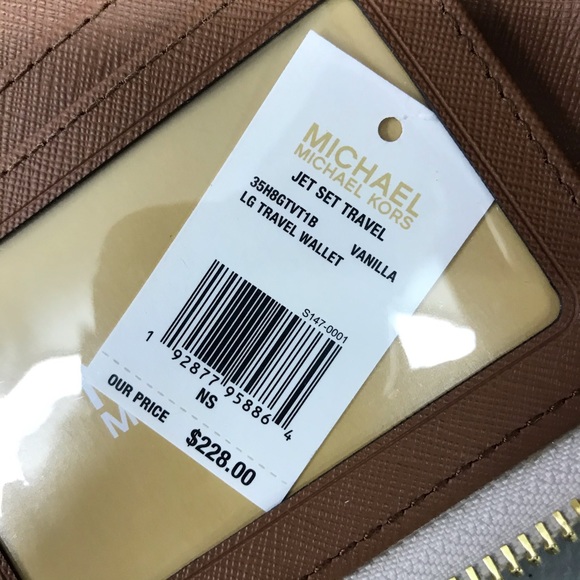 MICHAEL
MICHAEL KORS
JET SET TRAVEL
35H8GTVT1B VANILLA
LG TRAVEL WALLET
S147-0001
1 92877 95886 4
NS
OUR PRICE
$228.00